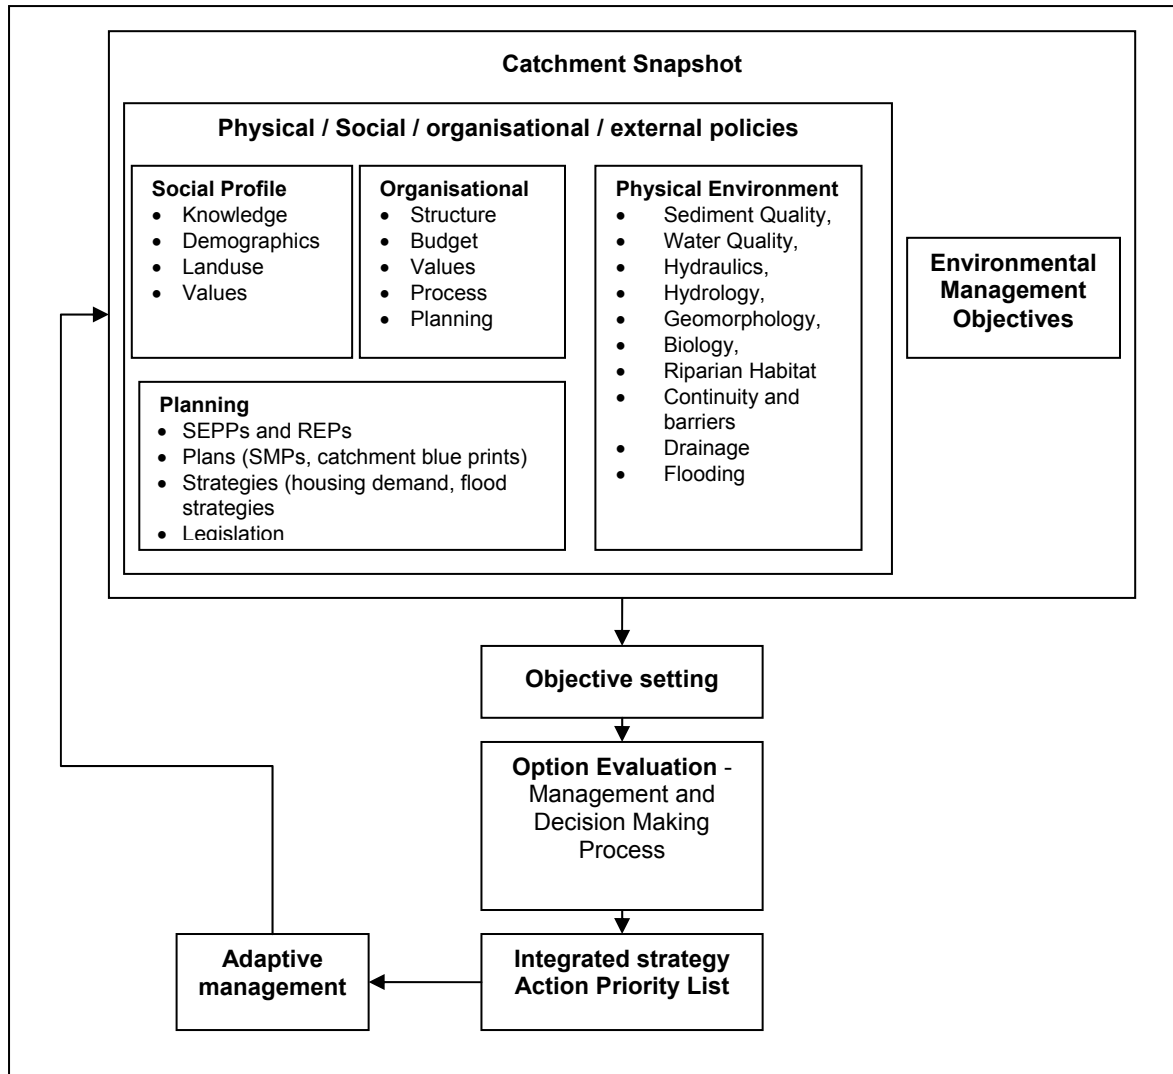 Catchment Snapshot
Physical / Social / organisational / external policies
Social Profile
• Knowledge
• Demographics
• Landuse
• Values
Organisational
• Structure
• Budget
• Values
• Process
• Planning
Physical Environment
• Sediment Quality,
• Water Quality,
• Hydraulics,
• Hydrology,
• Geomorphology,
• Biology,
• Riparian Habitat
• Continuity and
barriers
• Drainage
• Flooding
Environmental
Management
Objectives
Planning
• SEPPs and REPs
• Plans (SMPs, catchment blue prints)
• Strategies (housing demand, flood
strategies
• Legislation
Objective setting
Option Evaluation -
Management and
Decision Making
Process
Adaptive
management
Integrated strategy
Action Priority List